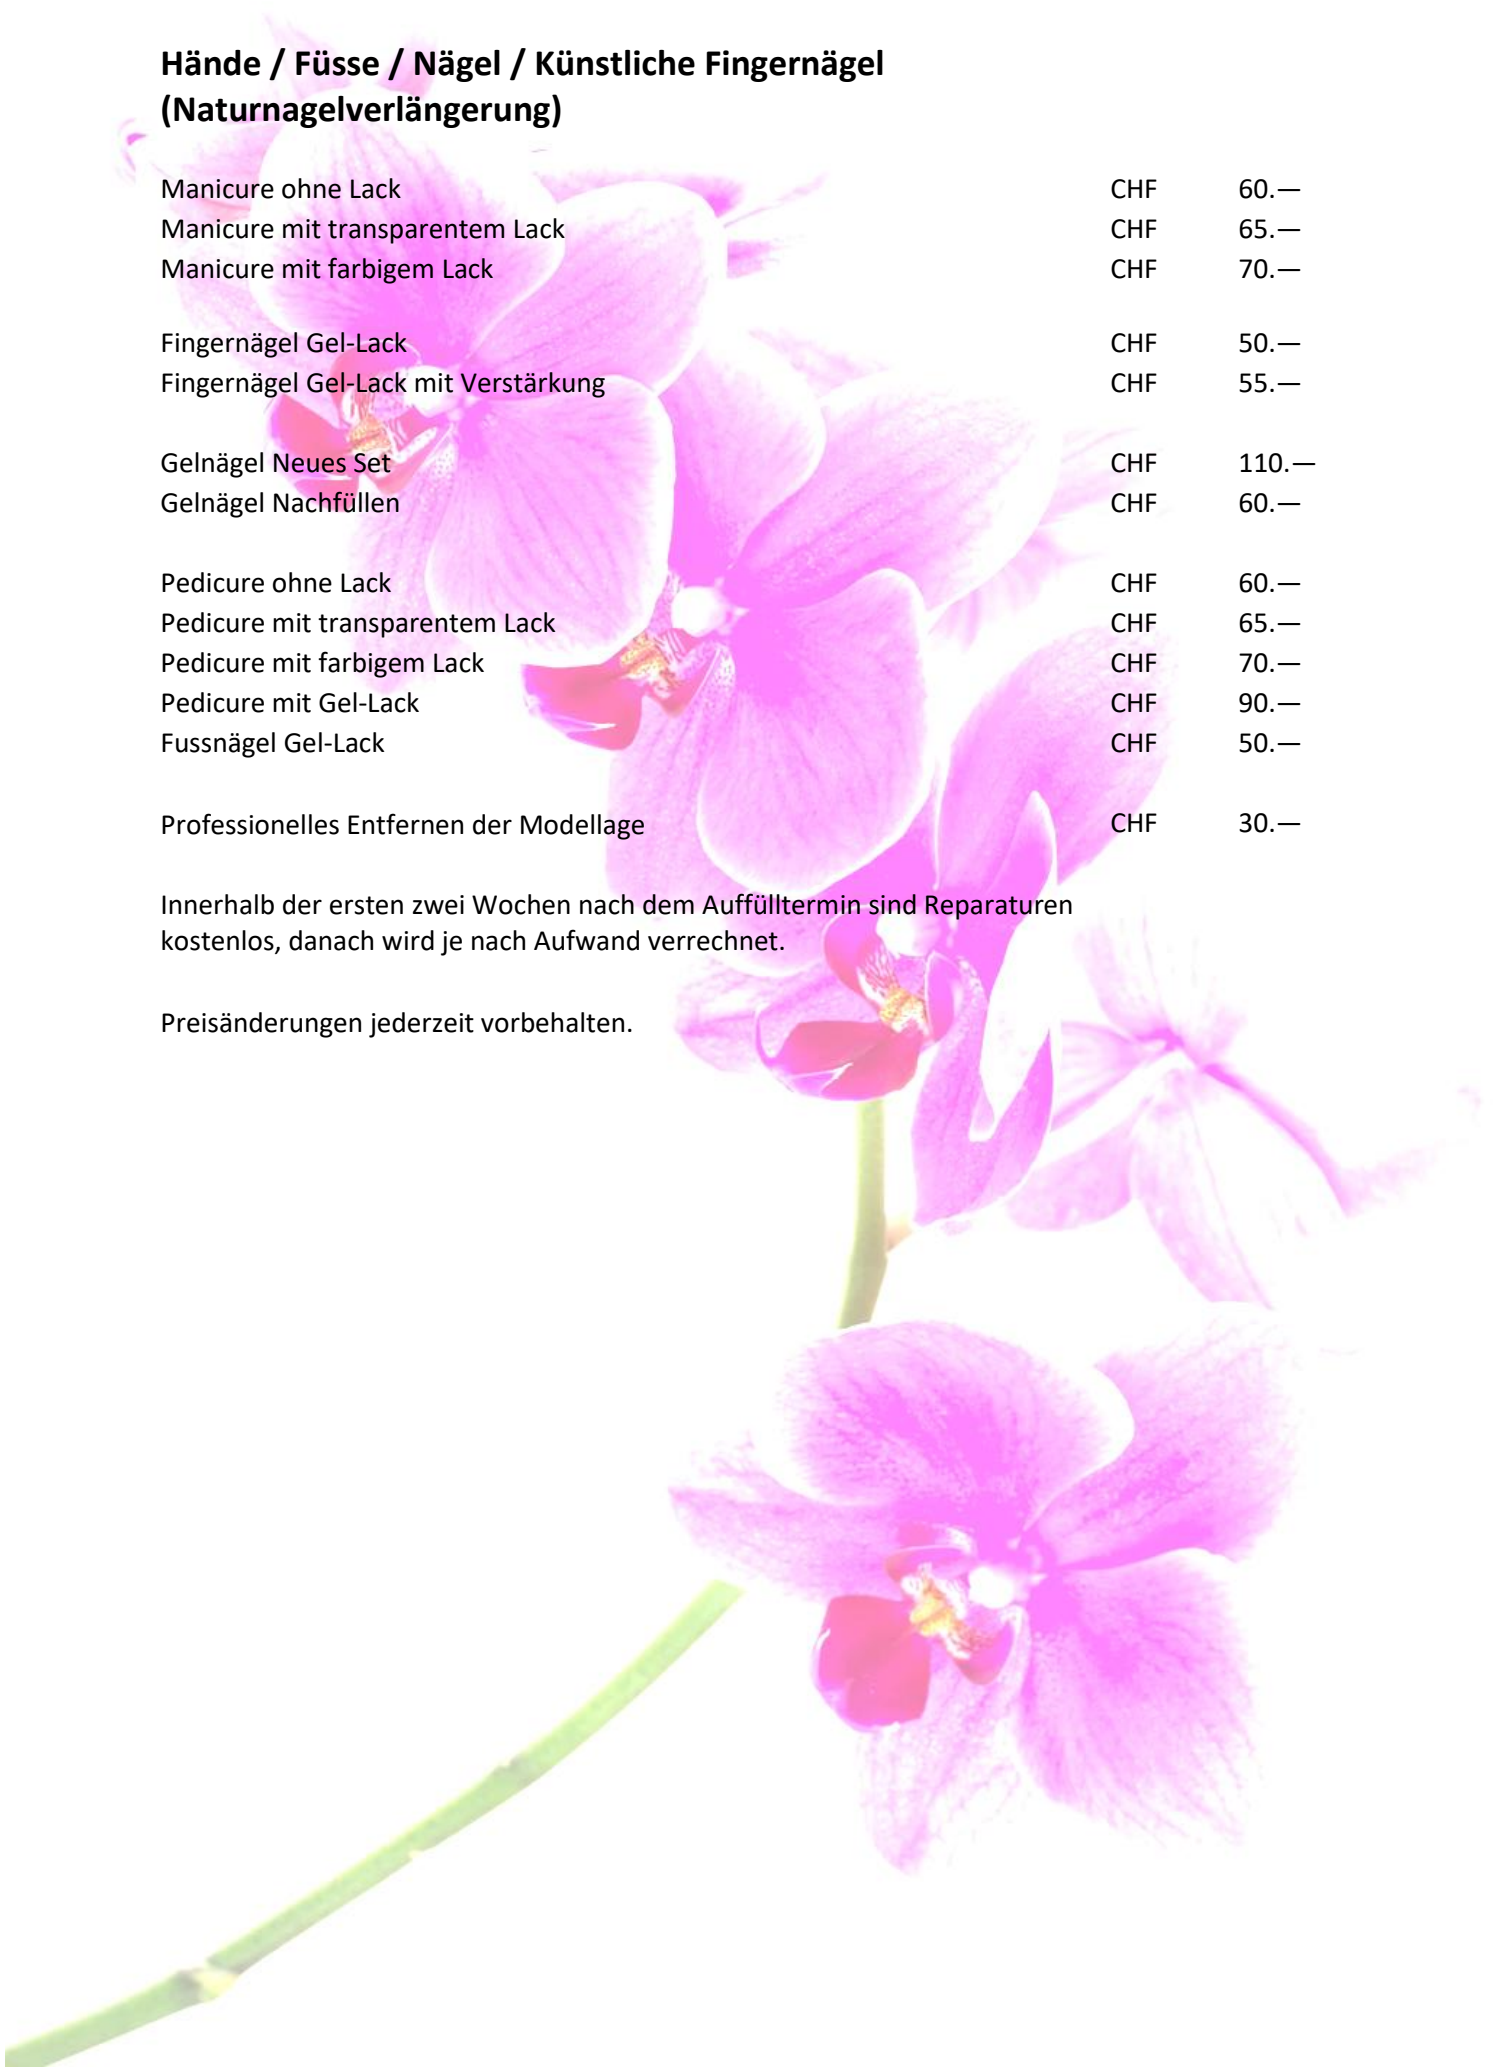 Hände / Füsse / Nägel / Künstliche Fingernägel
(Naturnagelverlängerung)
Manicure ohne Lack CHF 60.—
Manicure mit transparentem Lack CHF 65.—
Manicure mit farbigem Lack CHF 70.—
Fingernägel Gel-Lack CHF 50.—
Fingernägel Gel-Lack mit Verstärkung CHF 55.—
Gelnägel Neues Set CHF 110.—
Gelnägel Nachfüllen CHF 60.—
Pedicure ohne Lack CHF 60.—
Pedicure mit transparentem Lack CHF 65.—
Pedicure mit farbigem Lack CHF 70.—
Pedicure mit Gel-Lack CHF 90.—
Fussnägel Gel-Lack CHF 50.—
Professionelles Entfernen der Modellage CHF 30.—
Innerhalb der ersten zwei Wochen nach dem Auffülltermin sind Reparaturen
kostenlos, danach wird je nach Aufwand verrechnet.
Preisänderungen jederzeit vorbehalten.